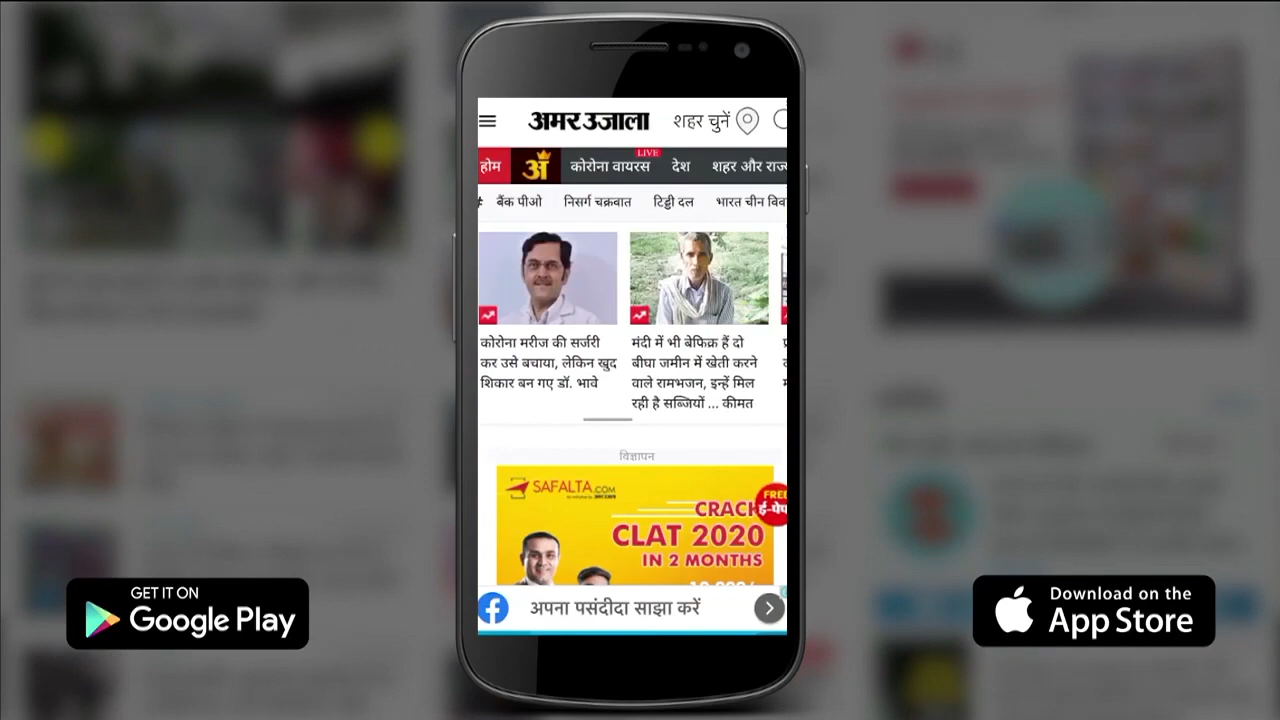 अमर उजाला शहर चुनें
होम अॅ कोरोना वायरस LIVE देश शहर और राज्
# बैंक पीओ निसर्ग चक्रवात टिड्डी दल भारत चीन विवा
कोरोना मरीज की सर्जरी
कर उसे बचाया, लेकिन खुद
शिकार बन गए डॉ. भावे
मंदी में भी बेफिक्र हैं दो
बीघा जमीन में खेती करने
वाले रामभजन, इन्हें मिल
रही है सब्जियों ... कीमत
विज्ञापन
SAFALTA.COM
CRACK
CLAT 2020
IN 2 MONTHS
FREE
ई-पेप
अपना पसंदीदा साझा करें
GET IT ON
Google Play
Download on the
App Store